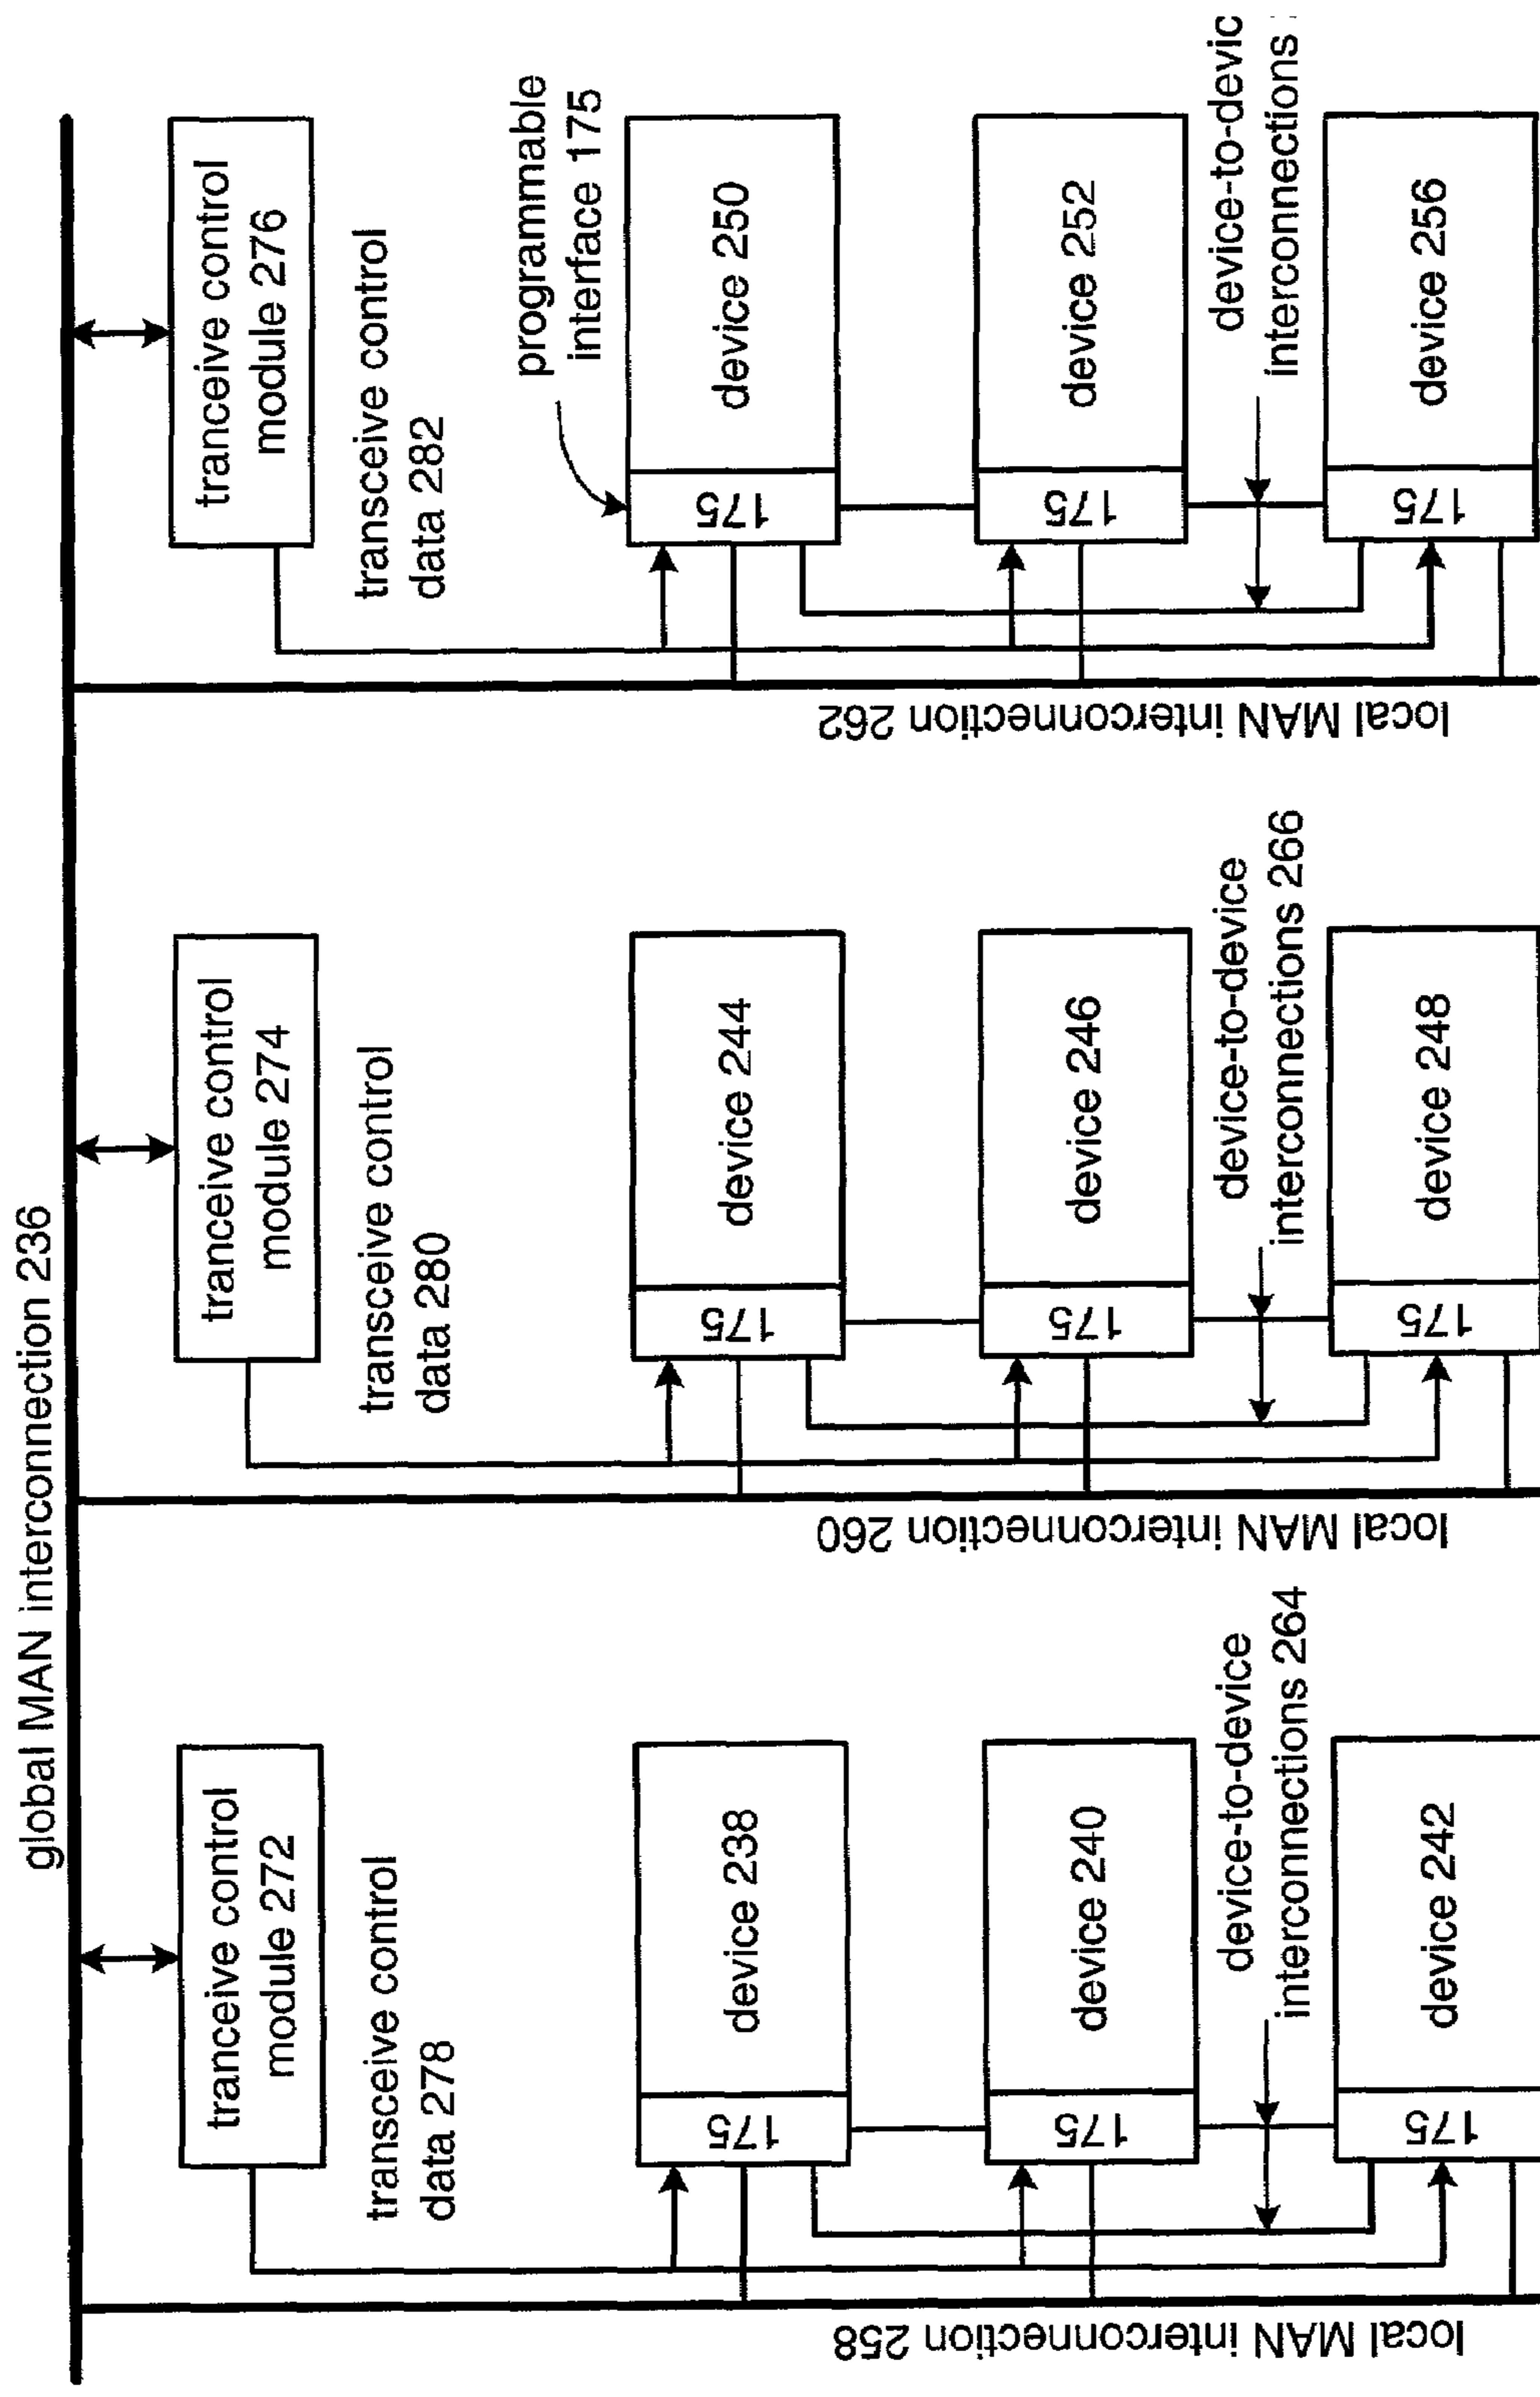 global MAN interconnection 236
tranceive control
module 272
transceive control
data 278
175
device 238
175
device 240
device-to-device
interconnections 264
175
device 242
local MAN interconnection 258
tranceive control
module 274
transceive control
data 280
175
device 244
175
device 246
device-to-device
interconnections 266
175
device 248
local MAN interconnection 260
tranceive control
module 276
transceive control
data 282
programmable
interface 175
175
device 250
175
device 252
device-to-devic
interconnections
175
device 256
local MAN interconnection 262